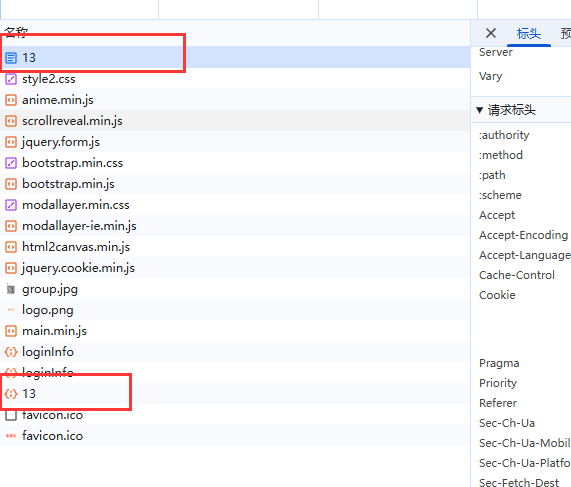 名称
13
style2.css
anime.min.js
scrollreveal.min.js
jquery.form.js
bootstrap.min.css
bootstrap.min.js
modallayer.min.css
modallayer-ie.min.js
html2canvas.min.js
jquery.cookie.min.js
group.jpg
logo.png
main.min.js
loginInfo
loginInfo
13
favicon.ico
favicon.ico
标头
预
Server
Vary
请求标头
:authority
:method
:path
:scheme
Accept
Accept-Encoding
Accept-Language
Cache-Control
Cookie
Pragma
Priority
Referer
Sec-Ch-Ua
Sec-Ch-Ua-Mobil
Sec-Ch-Ua-Platfo
Sec-Fetch-Dest